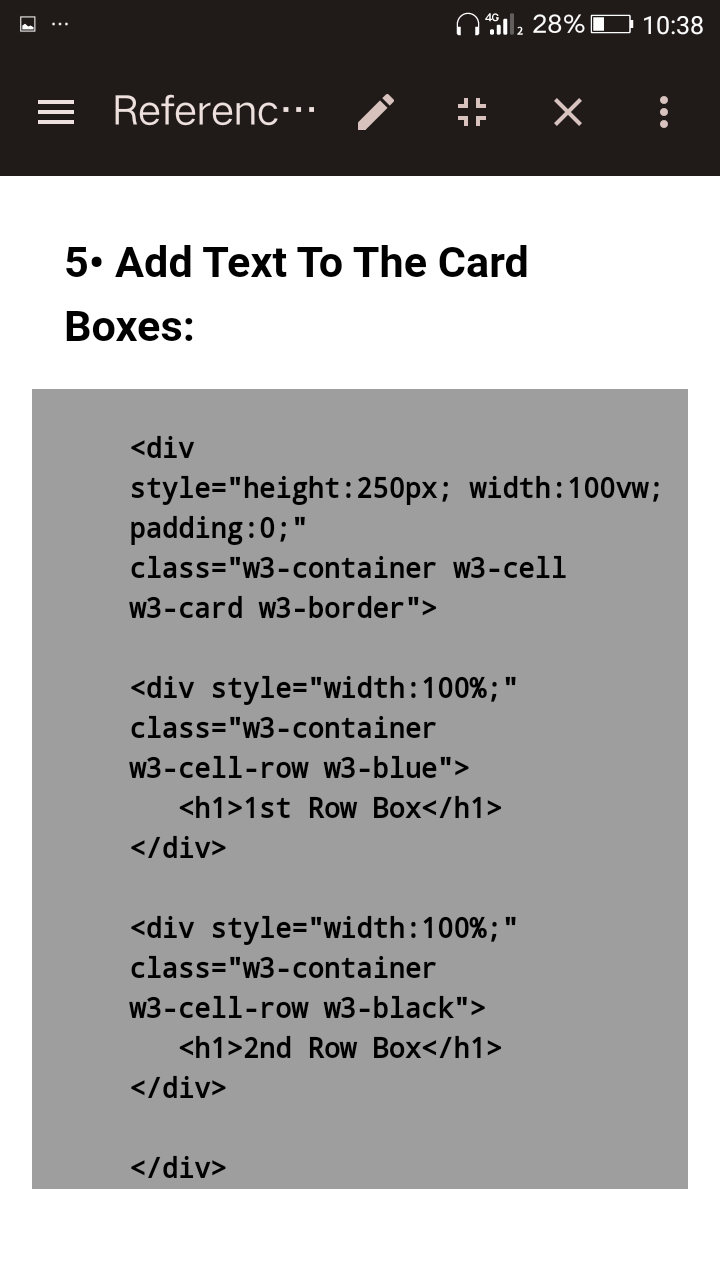 4G 2 28% 10:38
Referenc···
5• Add Text To The Card
Boxes:
<div
style="height:250px; width:100vw;
padding:0;"
class="w3-container w3-cell
w3-card w3-border">
<div style="width:100%;"
class="w3-container
w3-cell-row w3-blue">
<h1>1st Row Box</h1>
</div>
<div style="width:100%;"
class="w3-container
w3-cell-row w3-black">
<h1>2nd Row Box</h1>
</div>
</div>